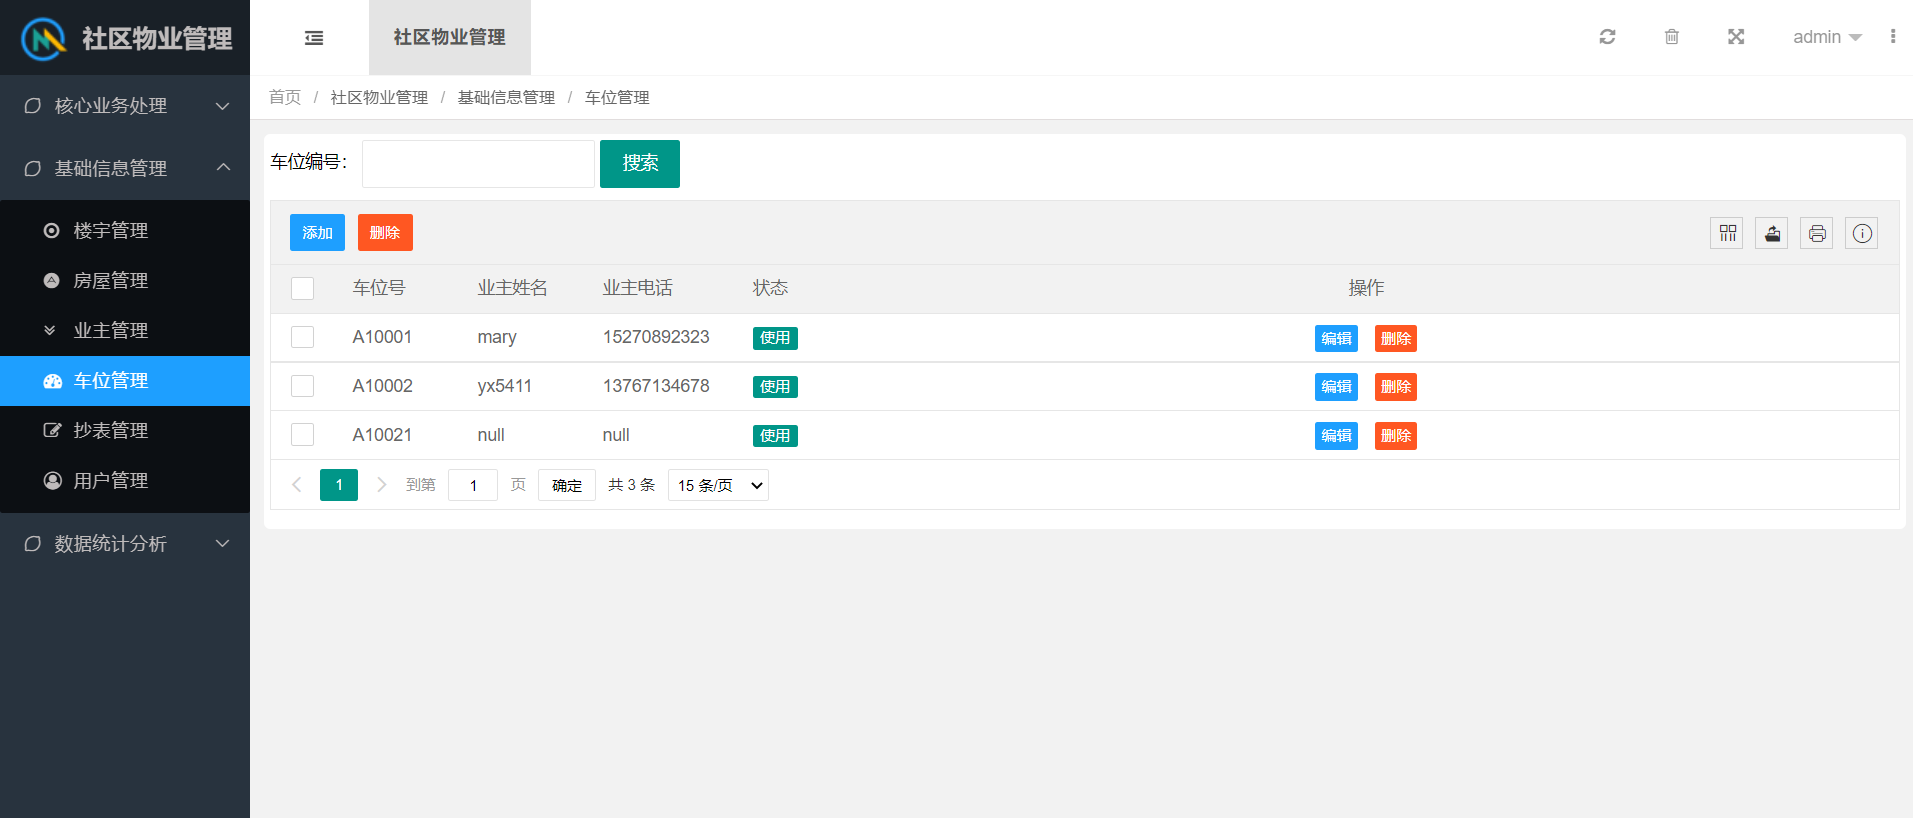 社区物业管理
社区物业管理
admin
核心业务处理
基础信息管理
楼宇管理
房屋管理
业主管理
车位管理
抄表管理
用户管理
数据统计分析
首页 / 社区物业管理 / 基础信息管理 / 车位管理
车位编号: 搜索
添加 删除
车位号 业主姓名 业主电话 状态 操作
A10001 mary 15270892323 使用 编辑 删除
A10002 yx5411 13767134678 使用 编辑 删除
A10021 null null 使用 编辑 删除
1 到第 1 页 确定 共 3 条 15 条/页